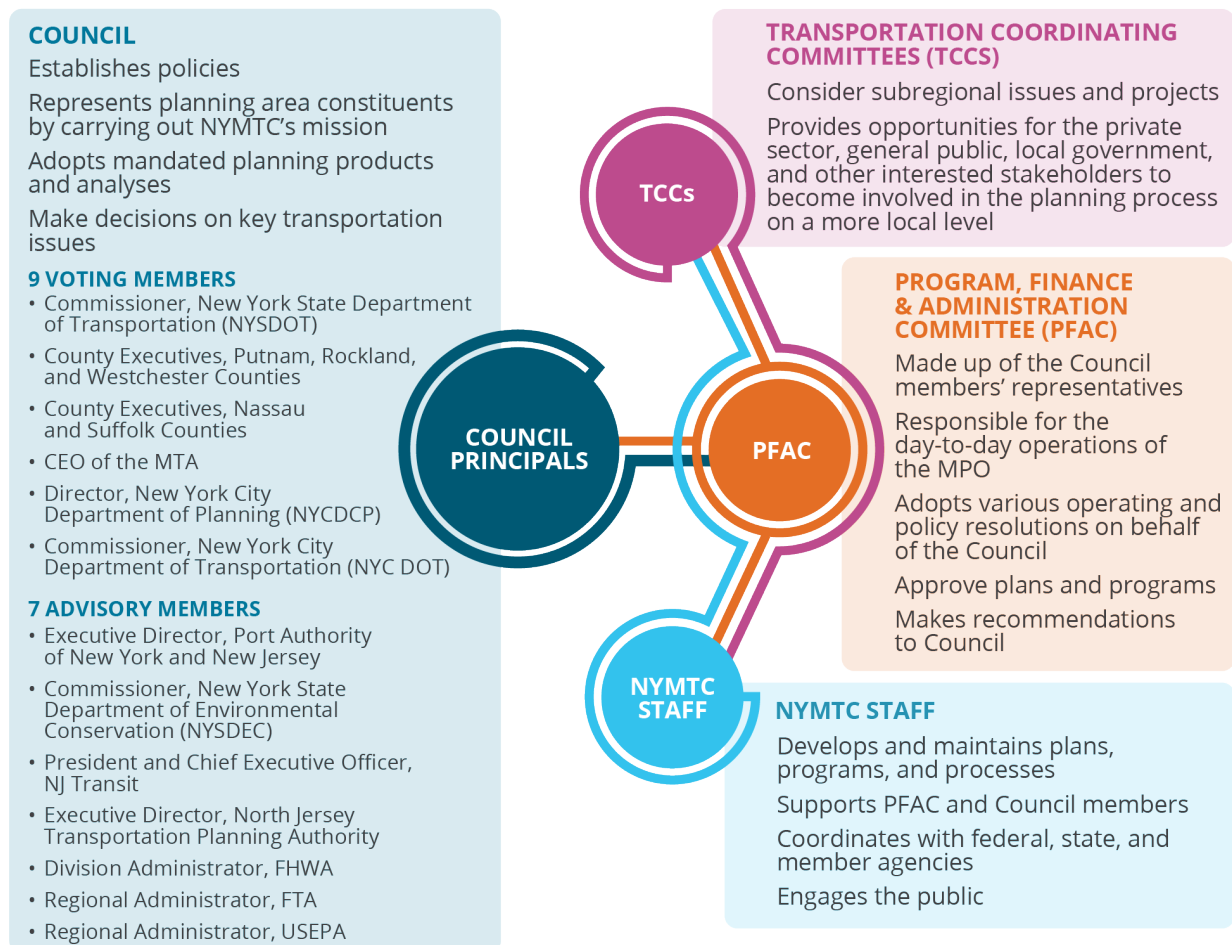 COUNCIL
Establishes policies
Represents planning area constituents
by carrying out NYMTC’s mission
Adopts mandated planning products
and analyses
Make decisions on key transportation
issues
9 VOTING MEMBERS
• Commissioner, New York State Department
of Transportation (NYSDOT)
• County Executives, Putnam, Rockland,
and Westchester Counties
• County Executives, Nassau
and Suffolk Counties
• CEO of the MTA
• Director, New York City
Department of Planning (NYCDCP)
• Commissioner, New York City
Department of Transportation (NYC DOT)
7 ADVISORY MEMBERS
• Executive Director, Port Authority
of New York and New Jersey
• Commissioner, New York State
Department of Environmental
Conservation (NYSDEC)
• President and Chief Executive Officer,
NJ Transit
• Executive Director, North Jersey
Transportation Planning Authority
• Division Administrator, FHWA
• Regional Administrator, FTA
• Regional Administrator, USEPA
COUNCIL
PRINCIPALS
TCCs
PFAC
NYMTC
STAFF
TRANSPORTATION COORDINATING
COMMITTEES (TCCS)
Consider subregional issues and projects
Provides opportunities for the private
sector, general public, local government,
and other interested stakeholders to
become involved in the planning process
on a more local level
PROGRAM, FINANCE
& ADMINISTRATION
COMMITTEE (PFAC)
Made up of the Council
members’ representatives
Responsible for the
day-to-day operations of
the MPO
Adopts various operating and
policy resolutions on behalf
of the Council
Approve plans and programs
Makes recommendations
to Council
NYMTC STAFF
Develops and maintains plans,
programs, and processes
Supports PFAC and Council members
Coordinates with federal, state, and
member agencies
Engages the public